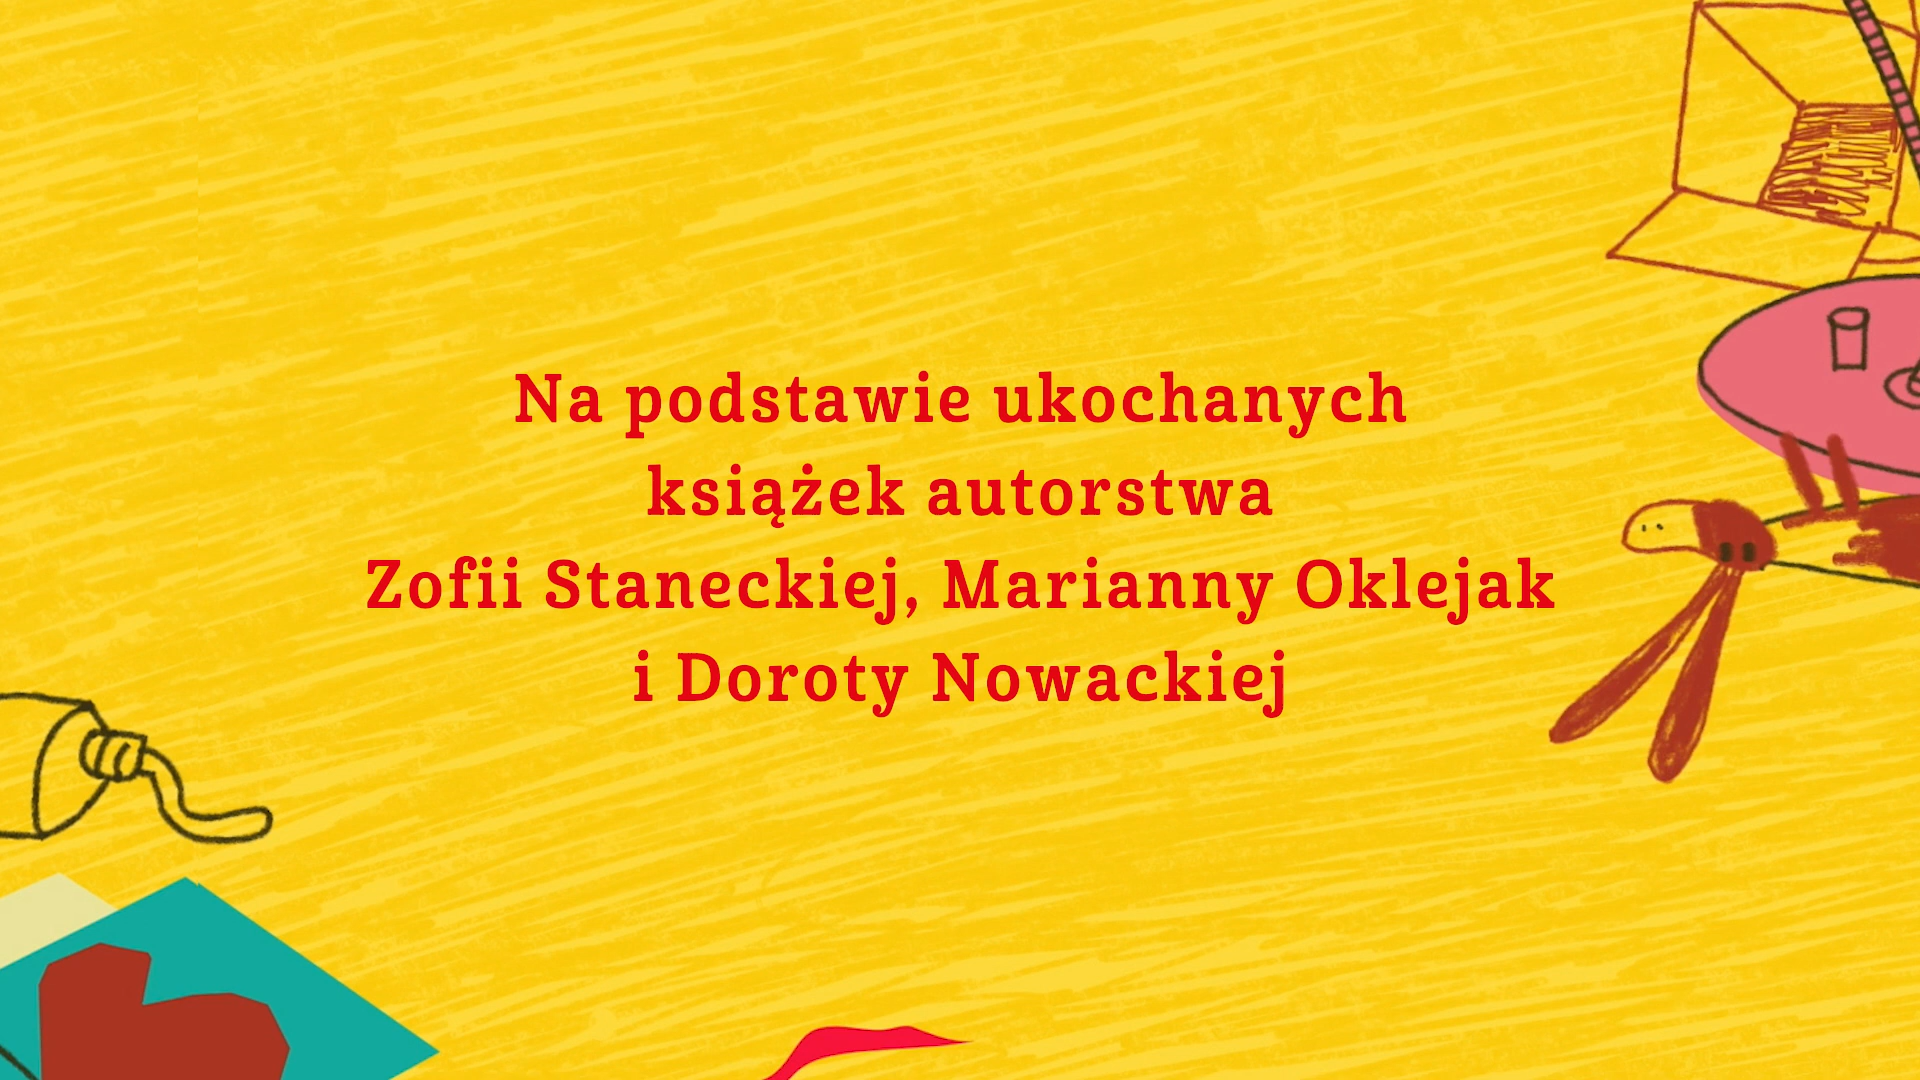 Na podstawie ukochanych
książek autorstwa
Zofii Staneckiej, Marianny Oklejak
i Doroty Nowackiej